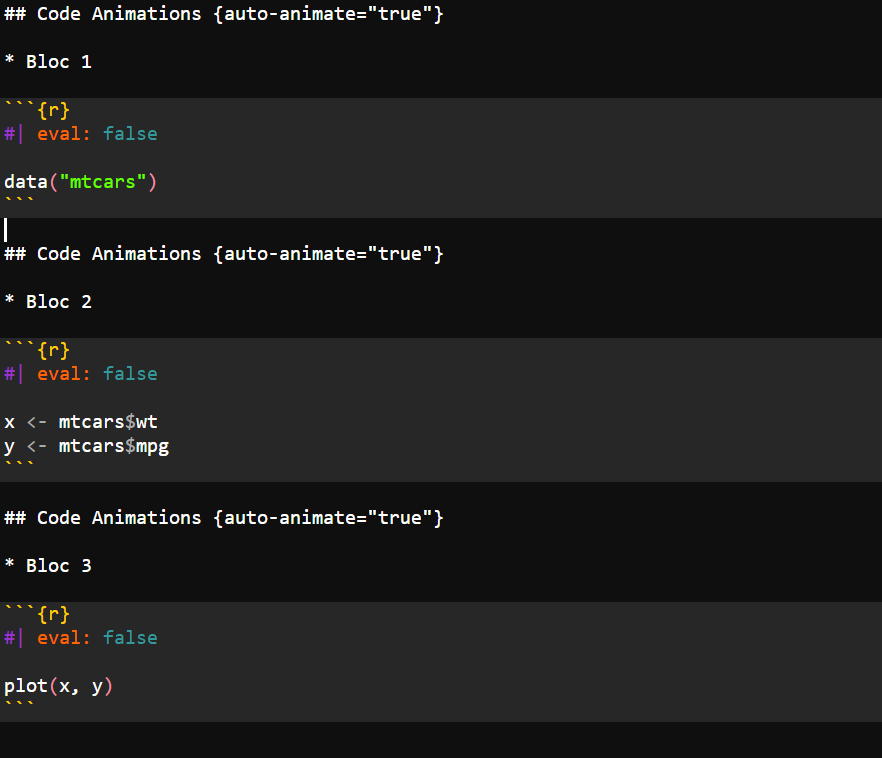 ## Code Animations {auto-animate="true"}
* Bloc 1
```{r}
#| eval: false
data("mtcars")
```
## Code Animations {auto-animate="true"}
* Bloc 2
```{r}
#| eval: false
x <- mtcars$wt
y <- mtcars$mpg
```
## Code Animations {auto-animate="true"}
* Bloc 3
```{r}
#| eval: false
plot(x, y)
```